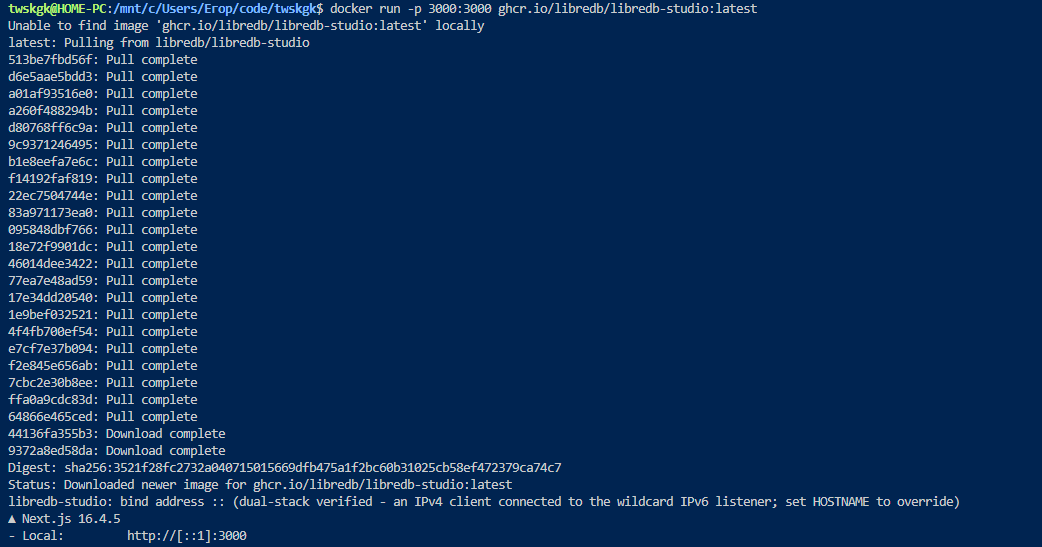 twskgk@HOME-PC:/mnt/c/Users/Erop/code/twskgk$ docker run -p 3000:3000 ghcr.io/libredb/libredb-studio:latest
Unable to find image 'ghcr.io/libredb/libredb-studio:latest' locally
latest: Pulling from libredb/libredb-studio
513be7fbd56f: Pull complete
d6e5aae5bdd3: Pull complete
a01af93516e0: Pull complete
a260f488294b: Pull complete
d80768ff6c9a: Pull complete
9c9371246495: Pull complete
b1e8eefa7e6c: Pull complete
f14192faf819: Pull complete
22ec7504744e: Pull complete
83a971173ea0: Pull complete
095848dbf766: Pull complete
18e72f9901dc: Pull complete
46014dee3422: Pull complete
77ea7e48ad59: Pull complete
17e34dd20540: Pull complete
1e9bef032521: Pull complete
4f4fb700ef54: Pull complete
e7cf7e37b094: Pull complete
f2e845e656ab: Pull complete
7cbc2e30b8ee: Pull complete
ffa0a9cdc83d: Pull complete
64866e465ced: Pull complete
44136fa355b3: Download complete
9372a8ed58da: Download complete
Digest: sha256:3521f28fc2732a040715015669dfb475a1f2bc60b31025cb58ef472379ca74c7
Status: Downloaded newer image for ghcr.io/libredb/libredb-studio:latest
libredb-studio: bind address :: (dual-stack verified - an IPv4 client connected to the wildcard IPv6 listener; set HOSTNAME to override)
▲ Next.js 16.4.5
- Local:        http://[::1]:3000